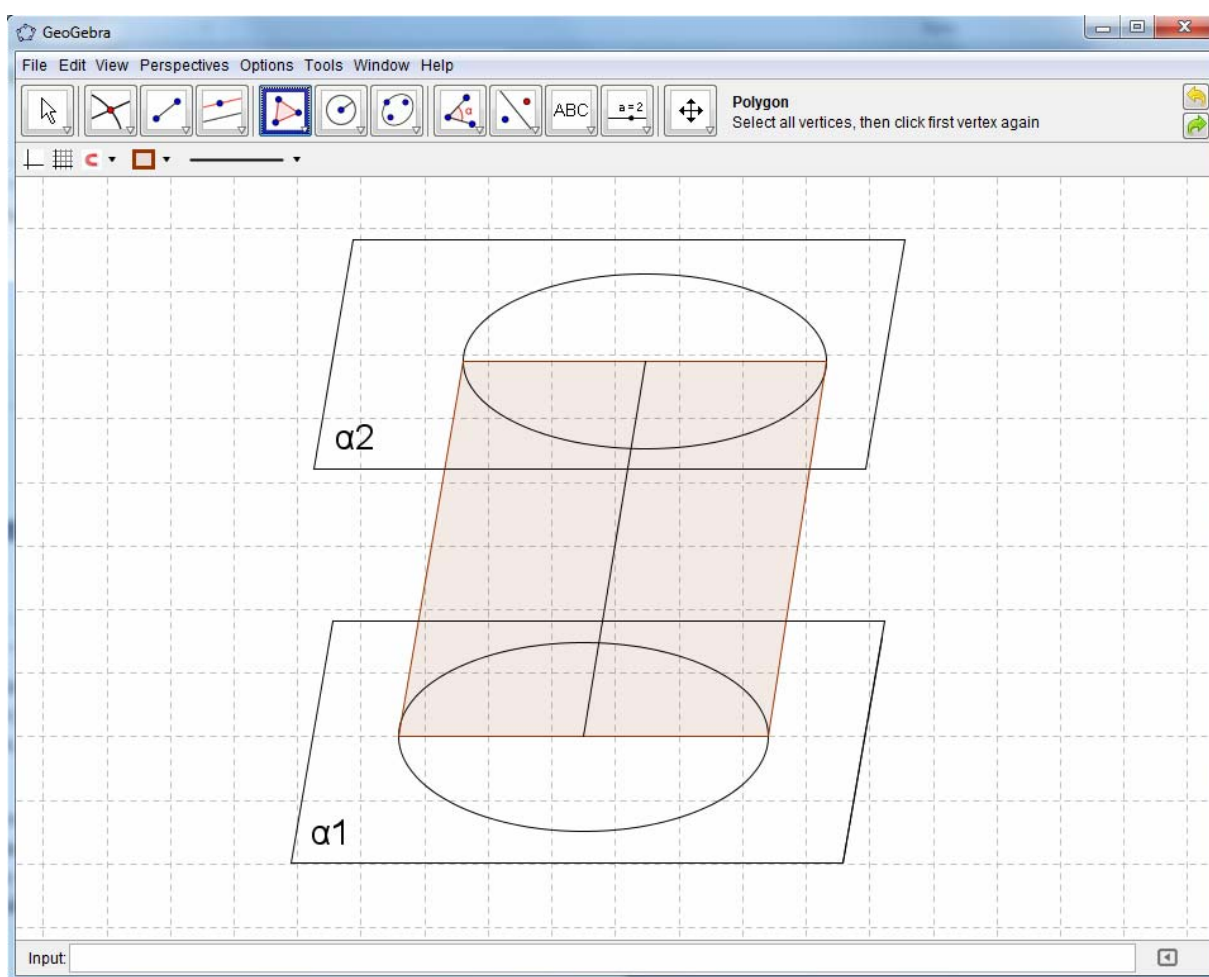 GeoGebra
File Edit View Perspectives Options Tools Window Help
ABC
a=2
α
Polygon
Select all vertices, then click first vertex again
α2
α1
Input: